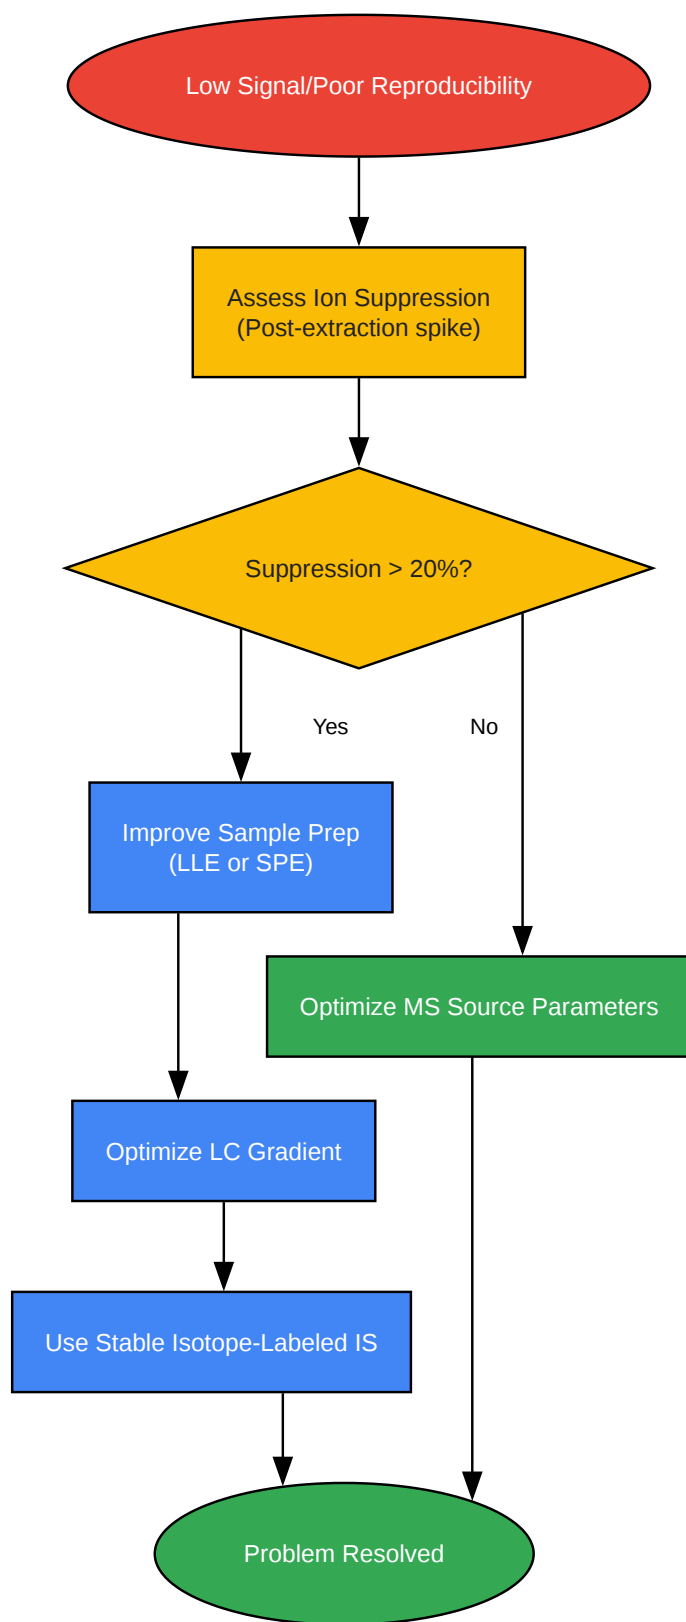 Low Signal/Poor Reproducibility
Assess Ion Suppression
(Post-extraction spike)
Suppression > 20%?
Yes
No
Improve Sample Prep
(LLE or SPE)
Optimize MS Source Parameters
Optimize LC Gradient
Use Stable Isotope-Labeled IS
Problem Resolved